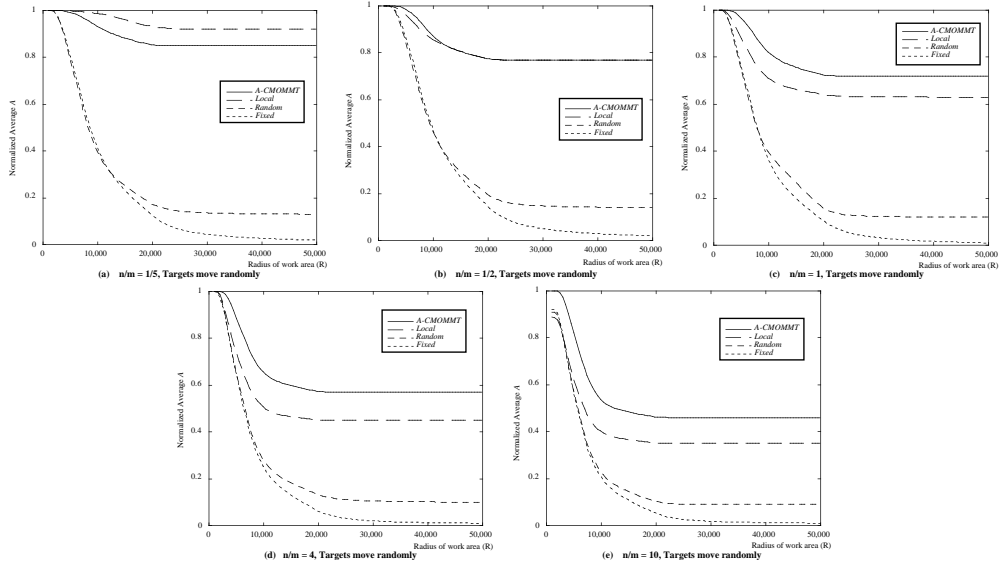 1
0.8
0.6
0.4
0.2
0
Normalized Average A
A-CMOMMT
Local
Random
Fixed
0
10,000
20,000
30,000
40,000
50,000
Radius of work area (R)
(a) n/m = 1/5, Targets move randomly
1
0.8
0.6
0.4
0.2
0
Normalized Average A
A-CMOMMT
Local
Random
Fixed
0
10,000
20,000
30,000
40,000
50,000
Radius of work area (R)
(b) n/m = 1/2, Targets move randomly
1
0.8
0.6
0.4
0.2
0
Normalized Average A
A-CMOMMT
Local
Random
Fixed
0
10,000
20,000
30,000
40,000
50,000
Radius of work area (R)
(c) n/m = 1, Targets move randomly
1
0.8
0.6
0.4
0.2
0
Normalized Average A
A-CMOMMT
Local
Random
Fixed
0
10,000
20,000
30,000
40,000
50,000
Radius of work area (R)
(d) n/m = 4, Targets move randomly
1
0.8
0.6
0.4
0.2
0
Normalized Average A
A-CMOMMT
Local
Random
Fixed
0
10,000
20,000
30,000
40,000
50,000
Radius of work area (R)
(e) n/m = 10, Targets move randomly